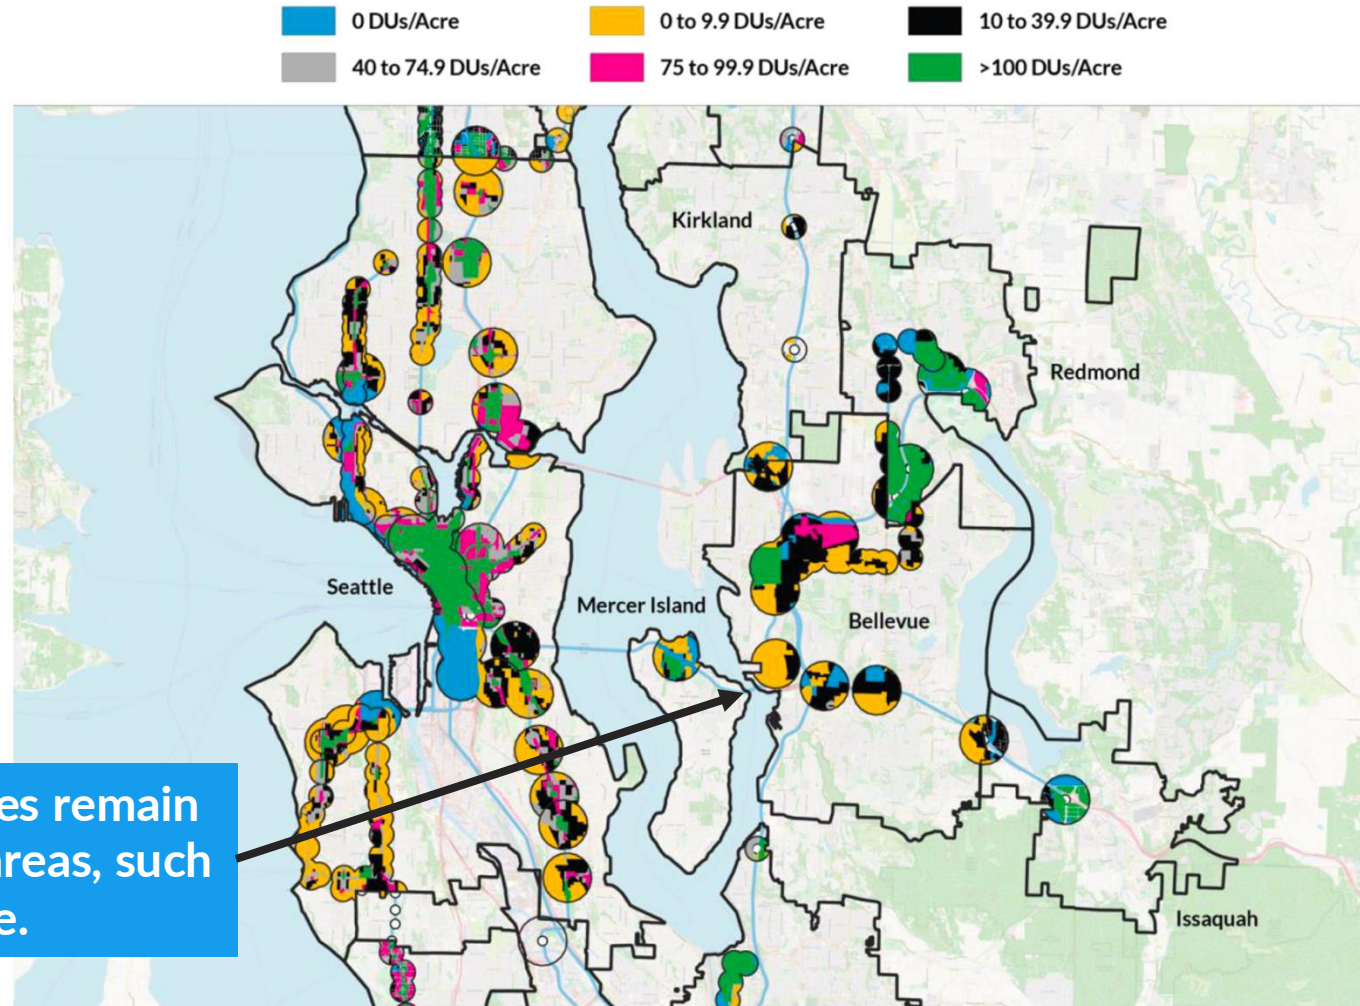 0 DUs/Acre
0 to 9.9 DUs/Acre
10 to 39.9 DUs/Acre
40 to 74.9 DUs/Acre
75 to 99.9 DUs/Acre
>100 DUs/Acre
Kirkland
Redmond
Seattle
Mercer Island
Bellevue
es remain
areas, such
e.
Issaquah